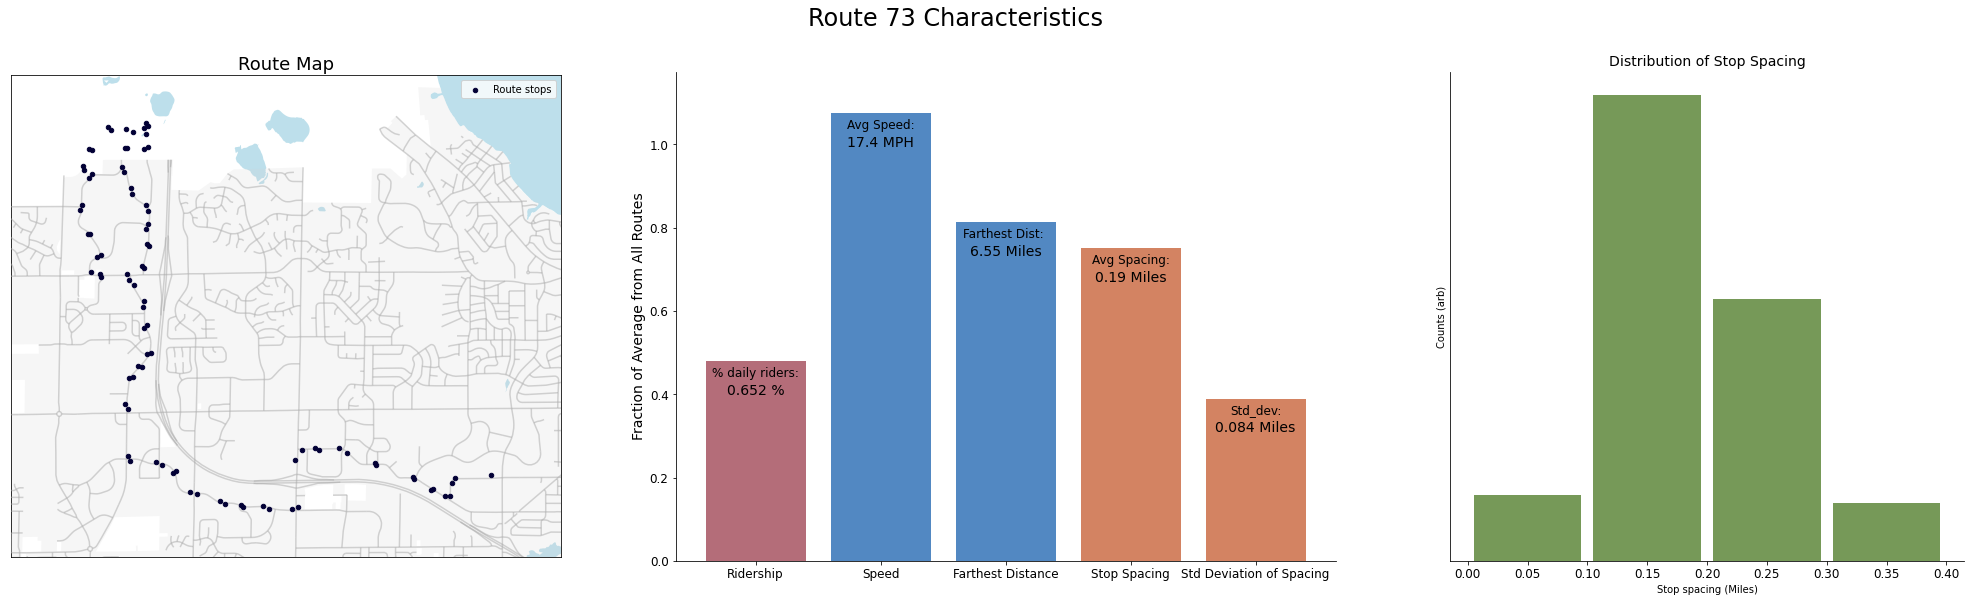 Route 73 Characteristics
Route Map
Route stops
Fraction of Average from All Routes
1.0
0.8
0.6
0.4
0.2
0.0
% daily riders:
0.652 %
Avg Speed:
17.4 MPH
Farthest Dist:
6.55 Miles
Avg Spacing:
0.19 Miles
Std_dev:
0.084 Miles
Ridership
Speed
Farthest Distance
Stop Spacing
Std Deviation of Spacing
Distribution of Stop Spacing
Counts (arb)
0.00 0.05 0.10 0.15 0.20 0.25 0.30 0.35 0.40
Stop spacing (Miles)